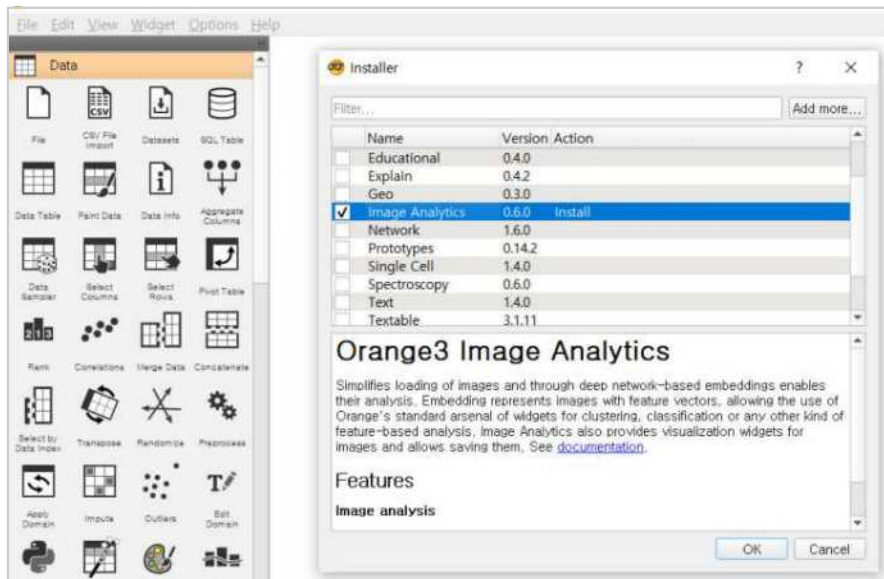 File Edit View Widget Options Help
Data
File CSV File Import Datasets SQL Table
Data Table Paint Data Data Info Aggregate Columns
Data Sampler Select Columns Select Rows Pivot Table
Rank Correlations Merge Data Concatenate
Select by Data Index Transpose Randomize Preprocess
Apply Domain Impute Outliers Edit Domain
Installer ? ×
Filter... Add more...
Name Version Action
Educational 0.4.0
Explain 0.4.2
Geo 0.3.0
Image Analytics 0.6.0 Install
Network 1.6.0
Prototypes 0.14.2
Single Cell 1.4.0
Spectroscopy 0.6.0
Text 1.4.0
Textable 3.1.11
Orange3 Image Analytics
Simplifies loading of images and through deep network-based embeddings enables
their analysis. Embedding represents images with feature vectors, allowing the use of
Orange's standard arsenal of widgets for clustering, classification or any other kind of
feature-based analysis. Image Analytics also provides visualization widgets for
images and allows saving them. See documentation.
Features
Image analysis
OK Cancel